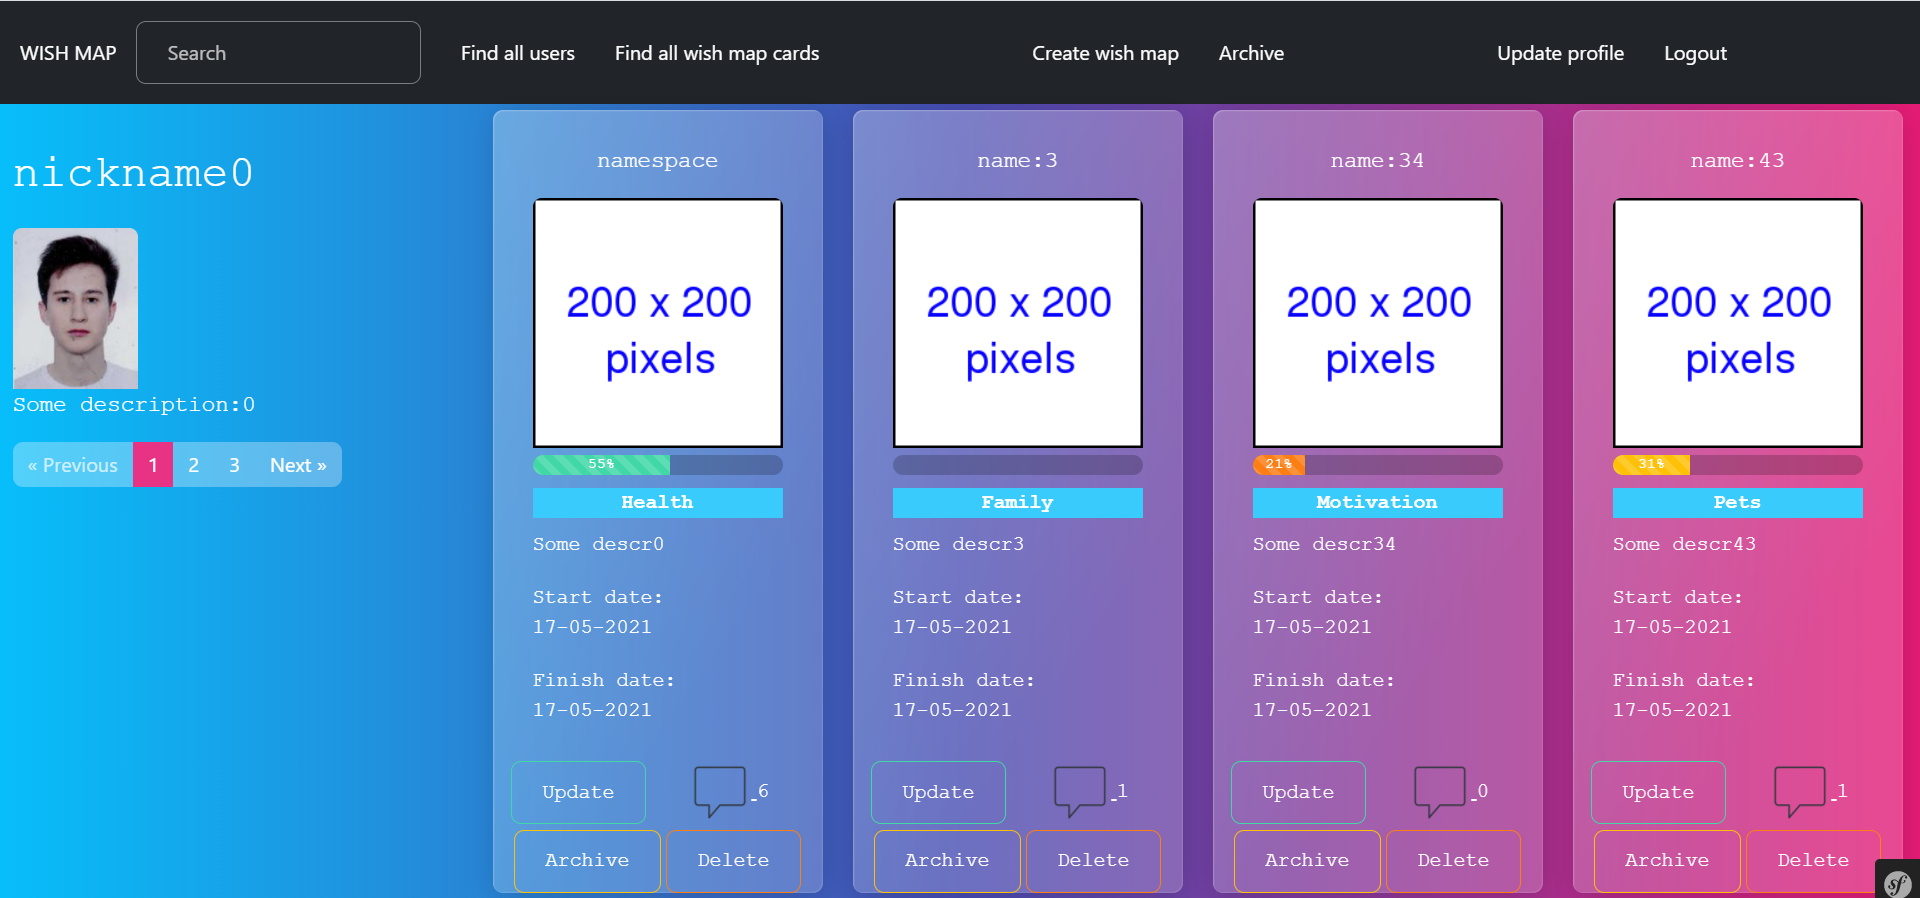 WISH MAP
Search
Find all users
Find all wish map cards
Create wish map
Archive
Update profile
Logout
nickname0
Some description:0
« Previous 1 2 3 Next »
namespace
200 x 200
pixels
55%
Health
Some descr0
Start date:
17-05-2021
Finish date:
17-05-2021
Update
6
Archive
Delete
name:3
200 x 200
pixels
Family
Some descr3
Start date:
17-05-2021
Finish date:
17-05-2021
Update
1
Archive
Delete
name:34
200 x 200
pixels
21%
Motivation
Some descr34
Start date:
17-05-2021
Finish date:
17-05-2021
Update
0
Archive
Delete
name:43
200 x 200
pixels
31%
Pets
Some descr43
Start date:
17-05-2021
Finish date:
17-05-2021
Update
1
Archive
Delete
sf